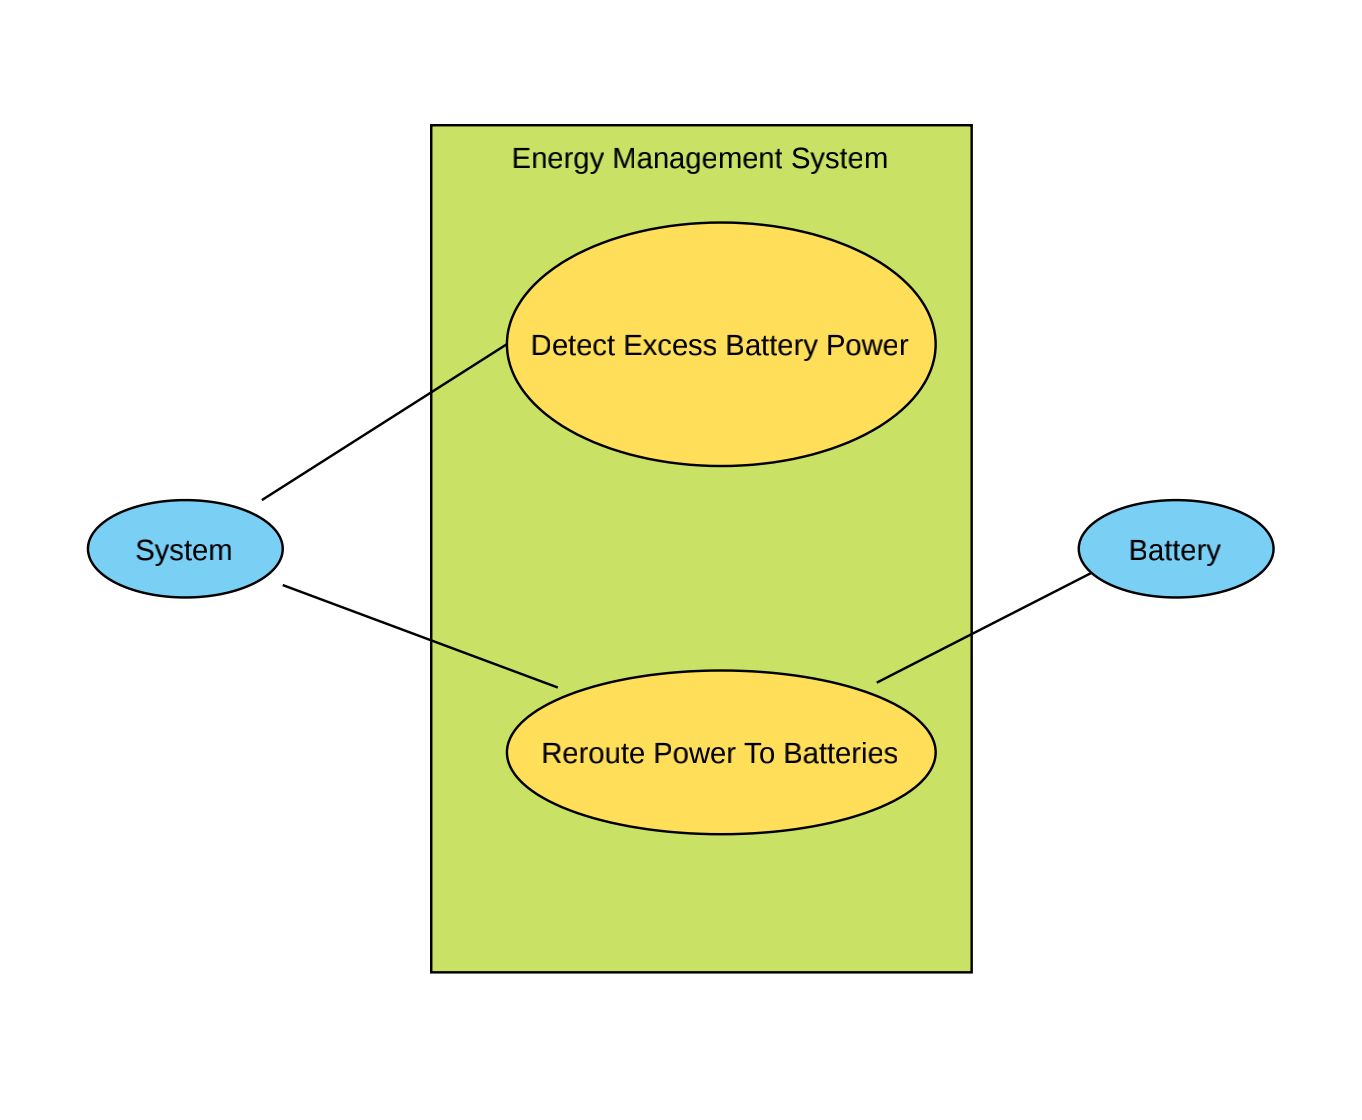 Energy Management System
Detect Excess Battery Power
System
Battery
Reroute Power To Batteries